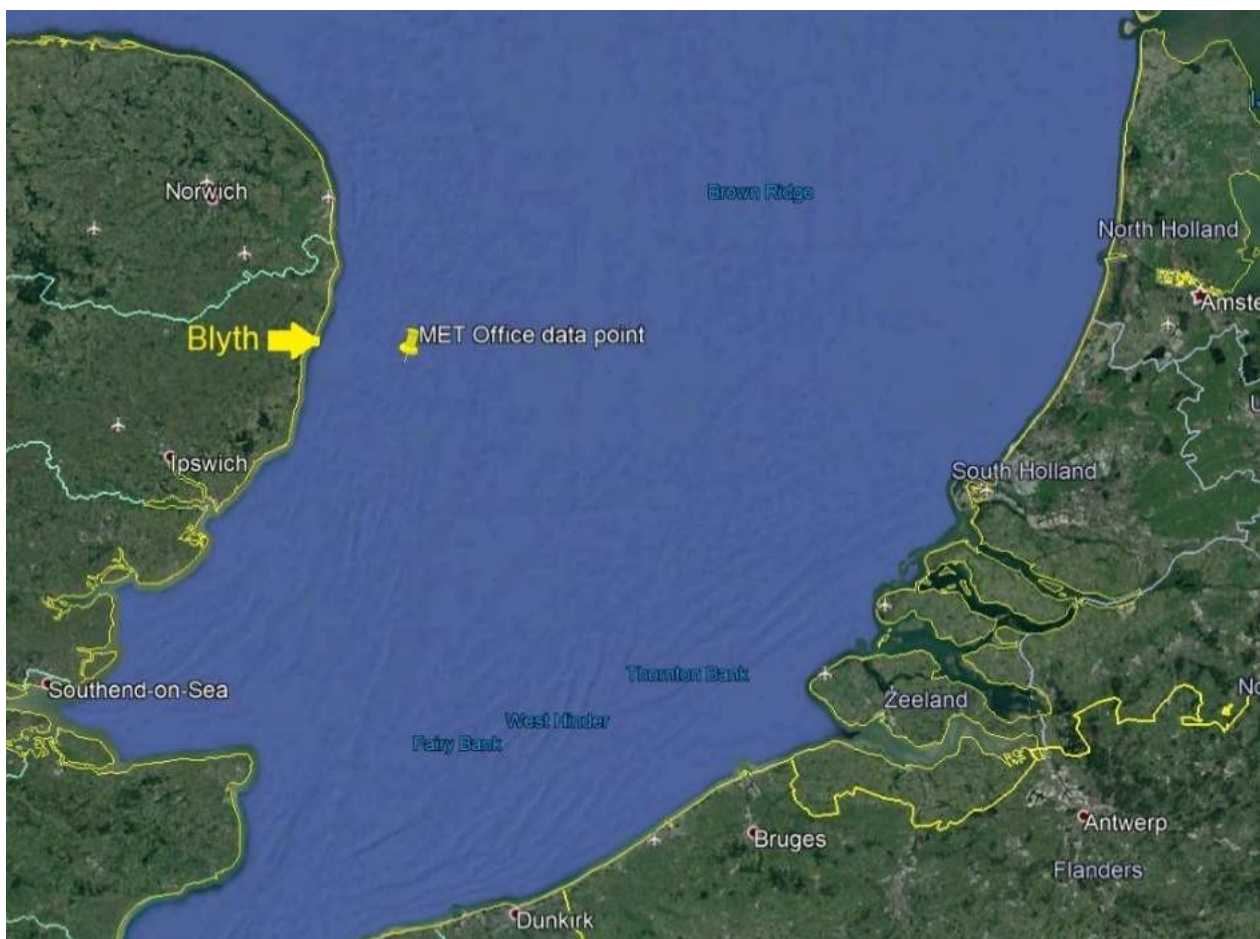 Brown Ridge
Norwich
North Holland
Amste
Blyth
MET Office data point
Ipswich
South Holland
Thornton Bank
Southend-on-Sea
Zeeland
No
West Hinder
Fairy Bank
Antwerp
Bruges
Flanders
Dunkirk